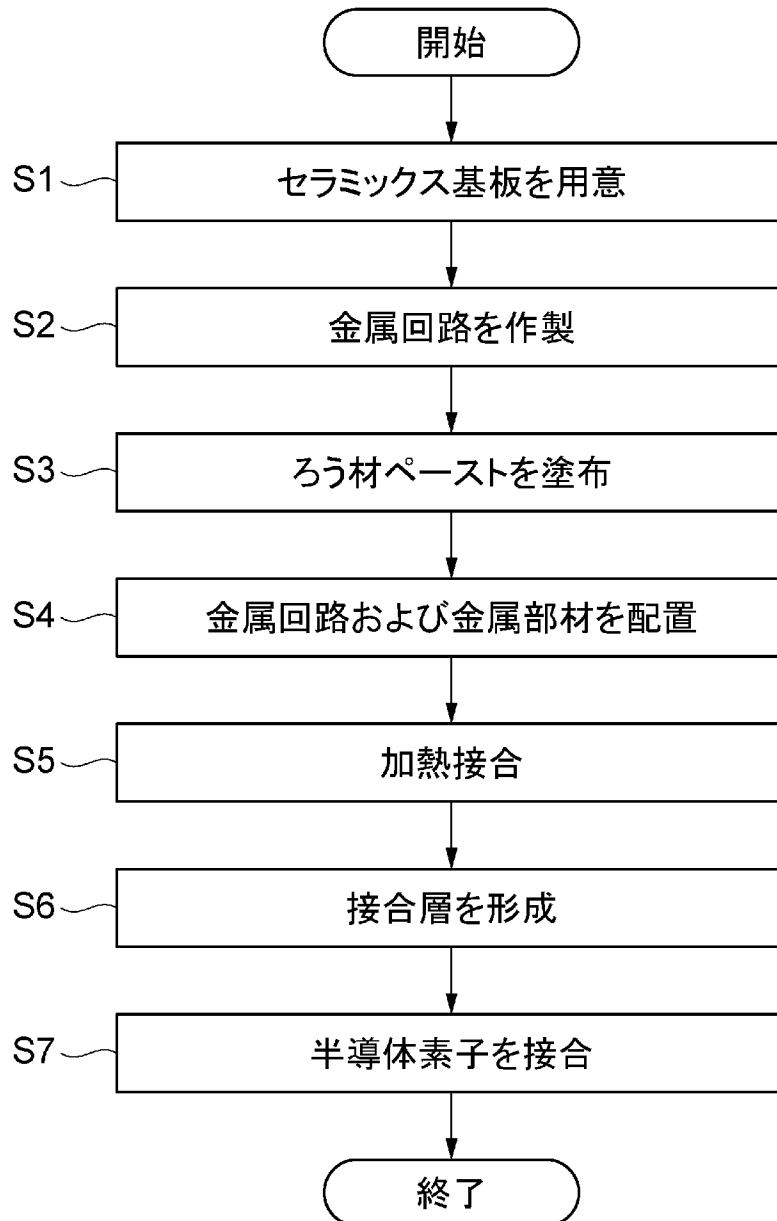 開始
S1 セラミックス基板を用意
S2 金属回路を作製
S3 ろう材ペーストを塗布
S4 金属回路および金属部材を配置
S5 加熱接合
S6 接合層を形成
S7 半導体素子を接合
終了